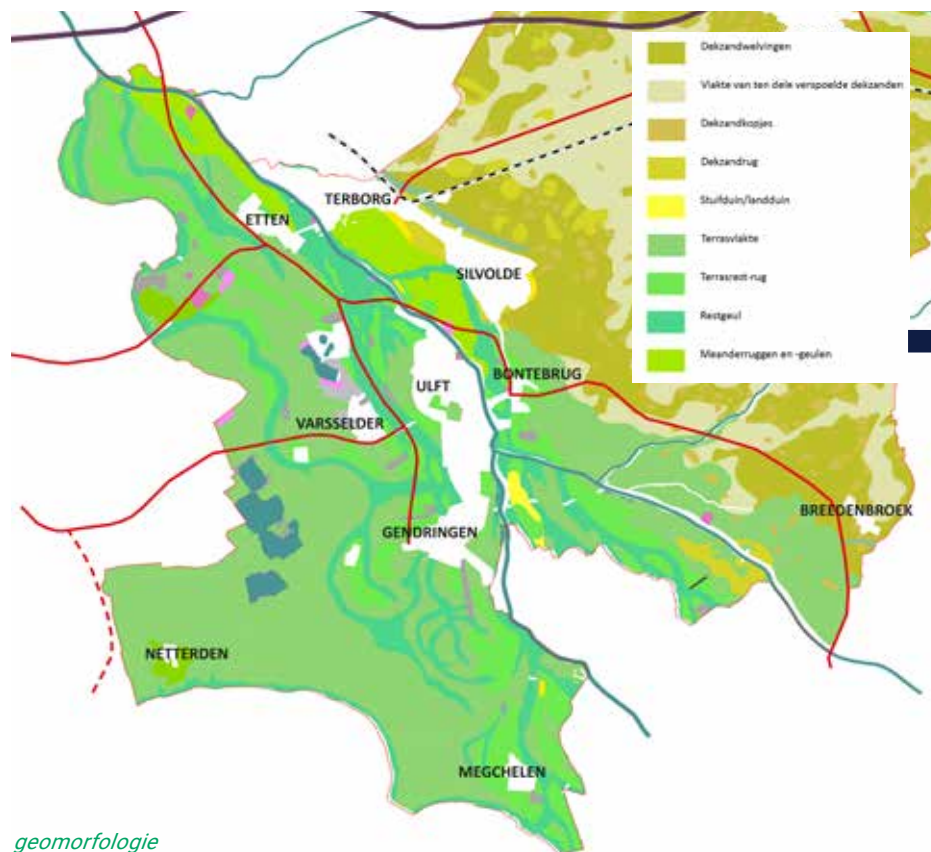 Dekzandwelvingen
Vlakte van ten dele verspoelde dekzanden
Dekzandkopjes
Dekzandrug
Stuifduin/landduin
Terrasvlakte
Terrasrest-rug
Restgeul
Meanderruggen en -geulen
TERBORG
ETTEN
SILVOLDE
BONTEBRUG
ULFT
VARSSELDER
BREEDENBROEK
GENDRINGEN
NETTERDEN
MEGCHELEN
geomorfologie